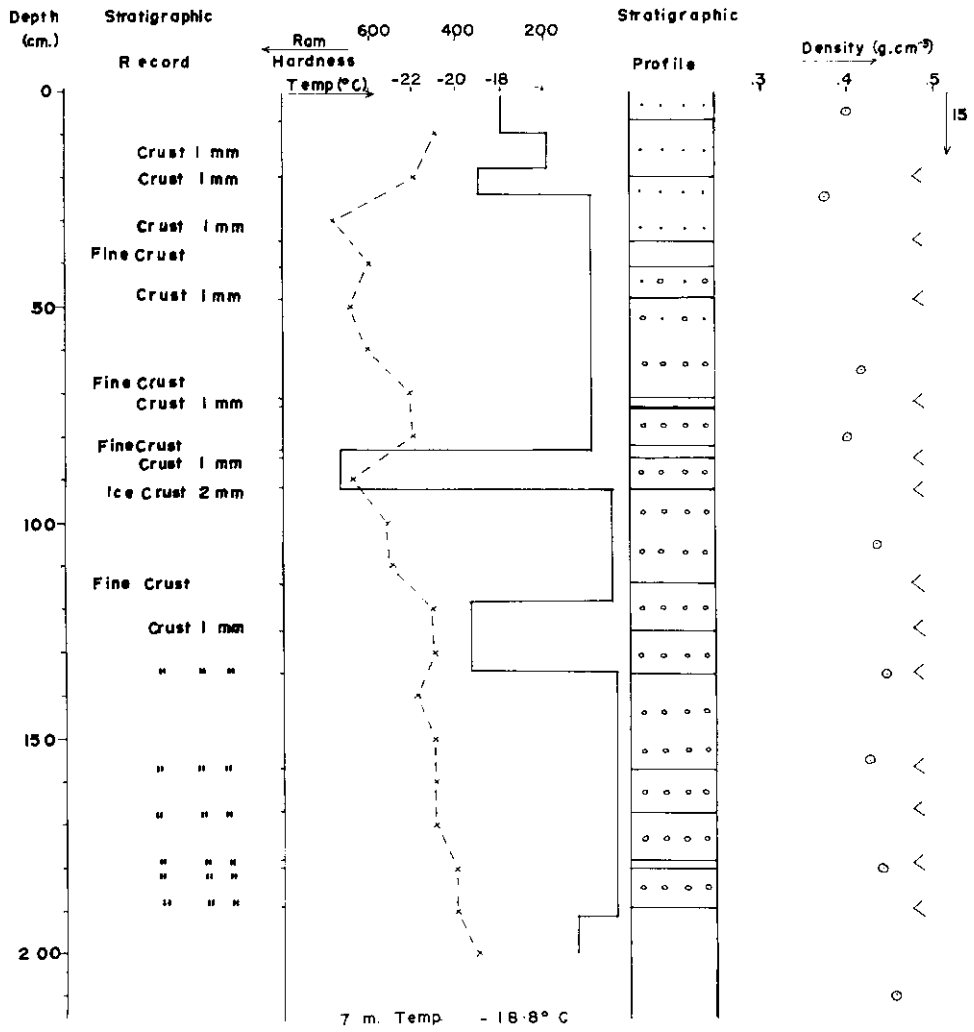 Depth Stratigraphic Stratigraphic
(cm.) 600 400 200
Ram Density (g.cm⁻³)
Record Hardness Profile
-22 -20 -18
Temp (°C) .3 .4 .5
0
15
Crust 1 mm
Crust 1 mm
Crust 1 mm
Fine Crust
Crust 1 mm
50
Fine Crust
Crust 1 mm
Fine Crust
Crust 1 mm
Ice Crust 2 mm
100
Fine Crust
Crust 1 mm
" " "
150
" " "
" " "
" " "
" " "
" " "
200
7 m. Temp -18.8° C